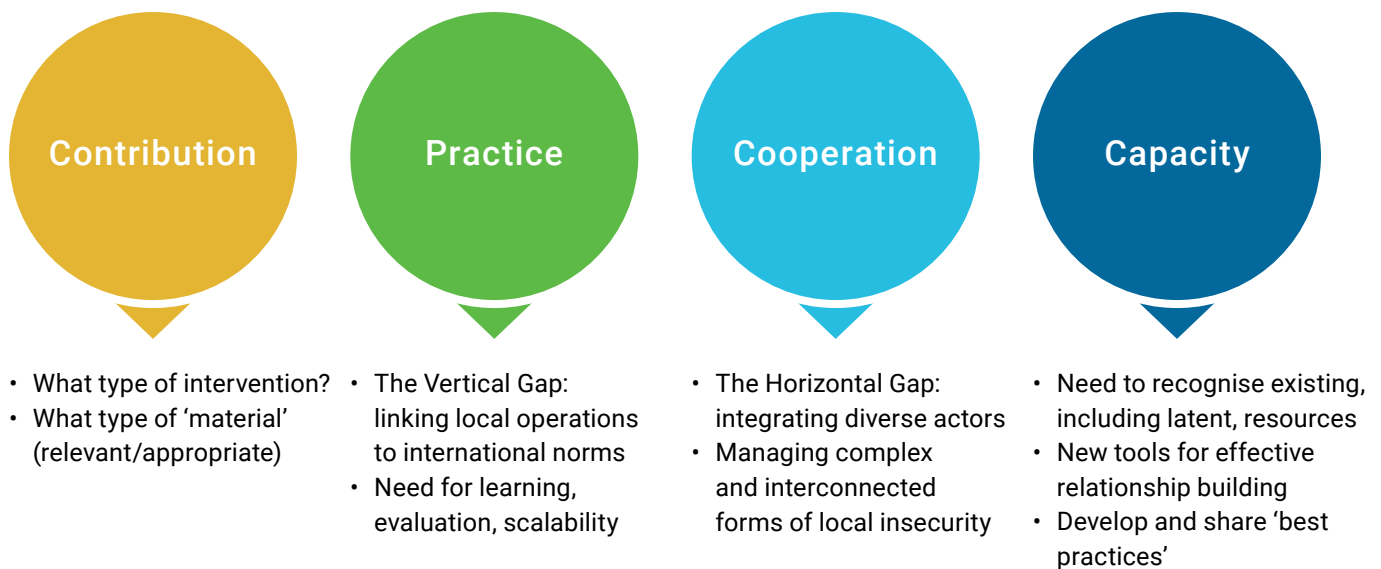 Contribution
• What type of intervention?
• What type of ‘material’
(relevant/appropriate)
Practice
• The Vertical Gap:
linking local operations
to international norms
• Need for learning,
evaluation, scalability
Cooperation
• The Horizontal Gap:
integrating diverse actors
• Managing complex
and interconnected
forms of local insecurity
Capacity
• Need to recognise existing,
including latent, resources
• New tools for effective
relationship building
• Develop and share ‘best
practices’